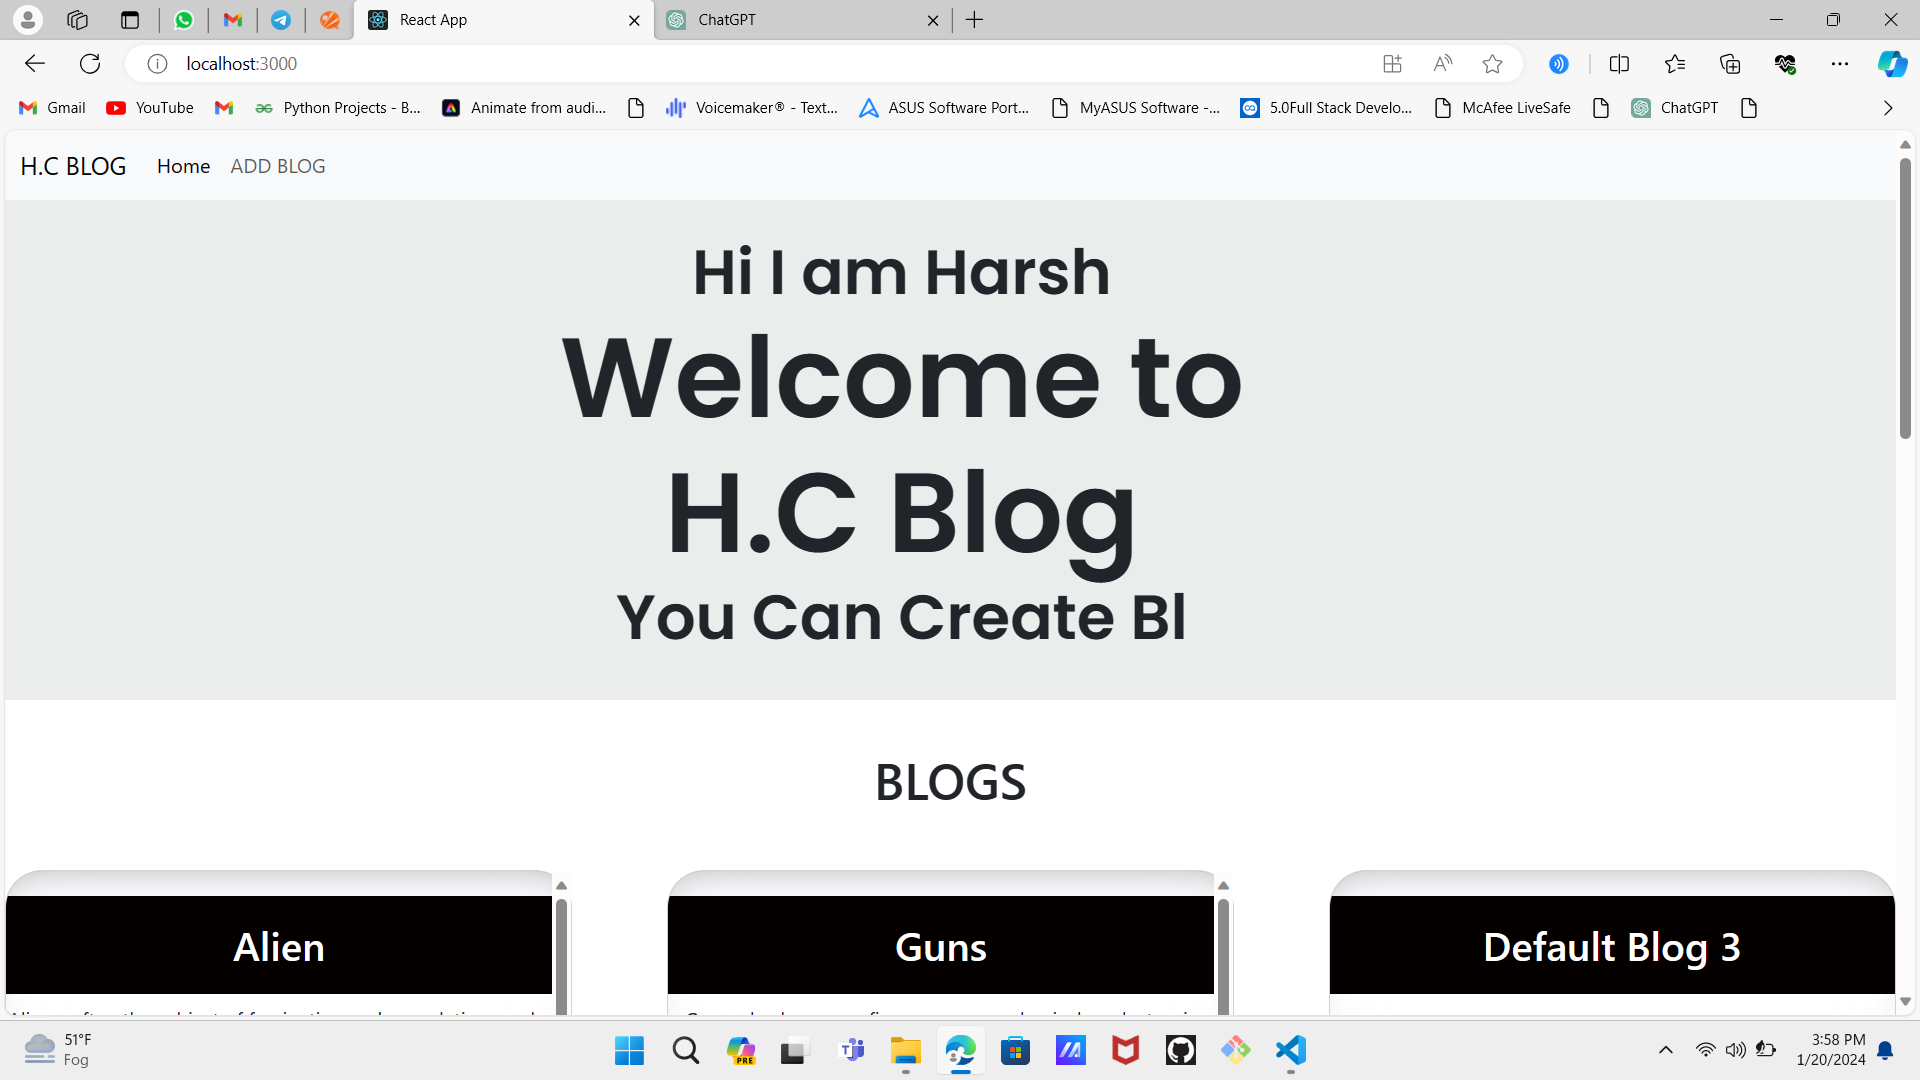 React App
ChatGPT
localhost:3000
Gmail
YouTube
Python Projects - B...
Animate from audi...
Voicemaker® - Text...
ASUS Software Port...
MyASUS Software -...
5.0Full Stack Develo...
McAfee LiveSafe
ChatGPT
H.C BLOG
Home
ADD BLOG
Hi I am Harsh
Welcome to
H.C Blog
You Can Create Bl
BLOGS
Alien
Guns
Default Blog 3
51°F
Fog
PRE
3:58 PM
1/20/2024